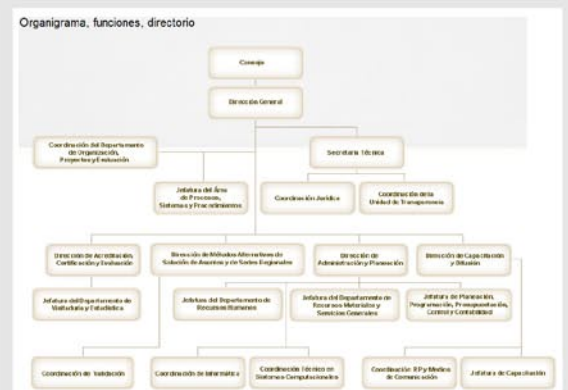 Organigrama, funciones, directorio
Consejo
Dirección General
Coordinación del Departamento
de Organización,
Proyectos y Evaluación
Secretaría Técnica
Jefatura del Área
de Procesos,
Sistemas y Procedimientos
Coordinación Jurídica
Coordinación de la
Unidad de Transparencia
Dirección de Acreditación,
Certificación y Evaluación
Dirección de Métodos Alternativos de
Solución de Asuntos y de Sedes Regionales
Dirección de
Administración y Planeación
Dirección de Capacitación
y Difusión
Jefatura del Departamento de
Visitaduría y Estadística
Jefatura del Departamento de
Recursos Humanos
Jefatura del Departamento de
Recursos Materiales y
Servicios Generales
Jefatura de Planeación,
Programación, Presupuestación,
Control y Contabilidad
Coordinación de Validación
Coordinación de Informática
Coordinación Técnico en
Sistemas Computacionales
Coordinación RP y Medios
de Comunicación
Jefatura de Capacitación